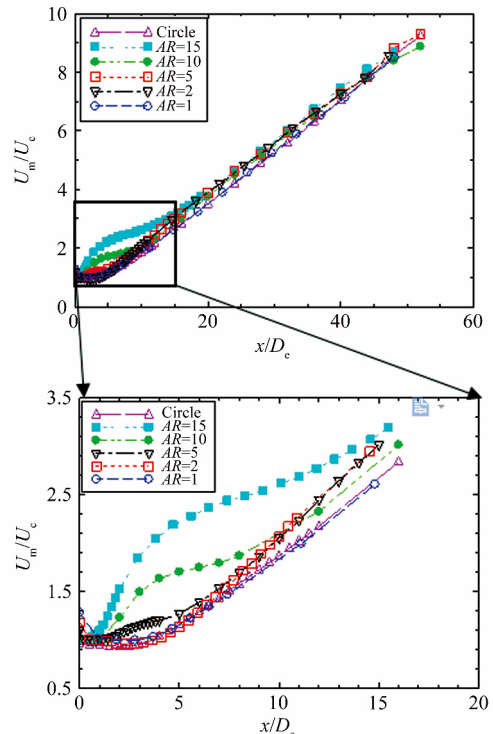 10
8
6
4
2
0
U_m/U_c
Circle
AR=15
AR=10
AR=5
AR=2
AR=1
0 20 40 60
x/D_e
3.5
2.5
1.5
0.5
U_m/U_c
Circle
AR=15
AR=10
AR=5
AR=2
AR=1
0 5 10 15 20
x/D_e